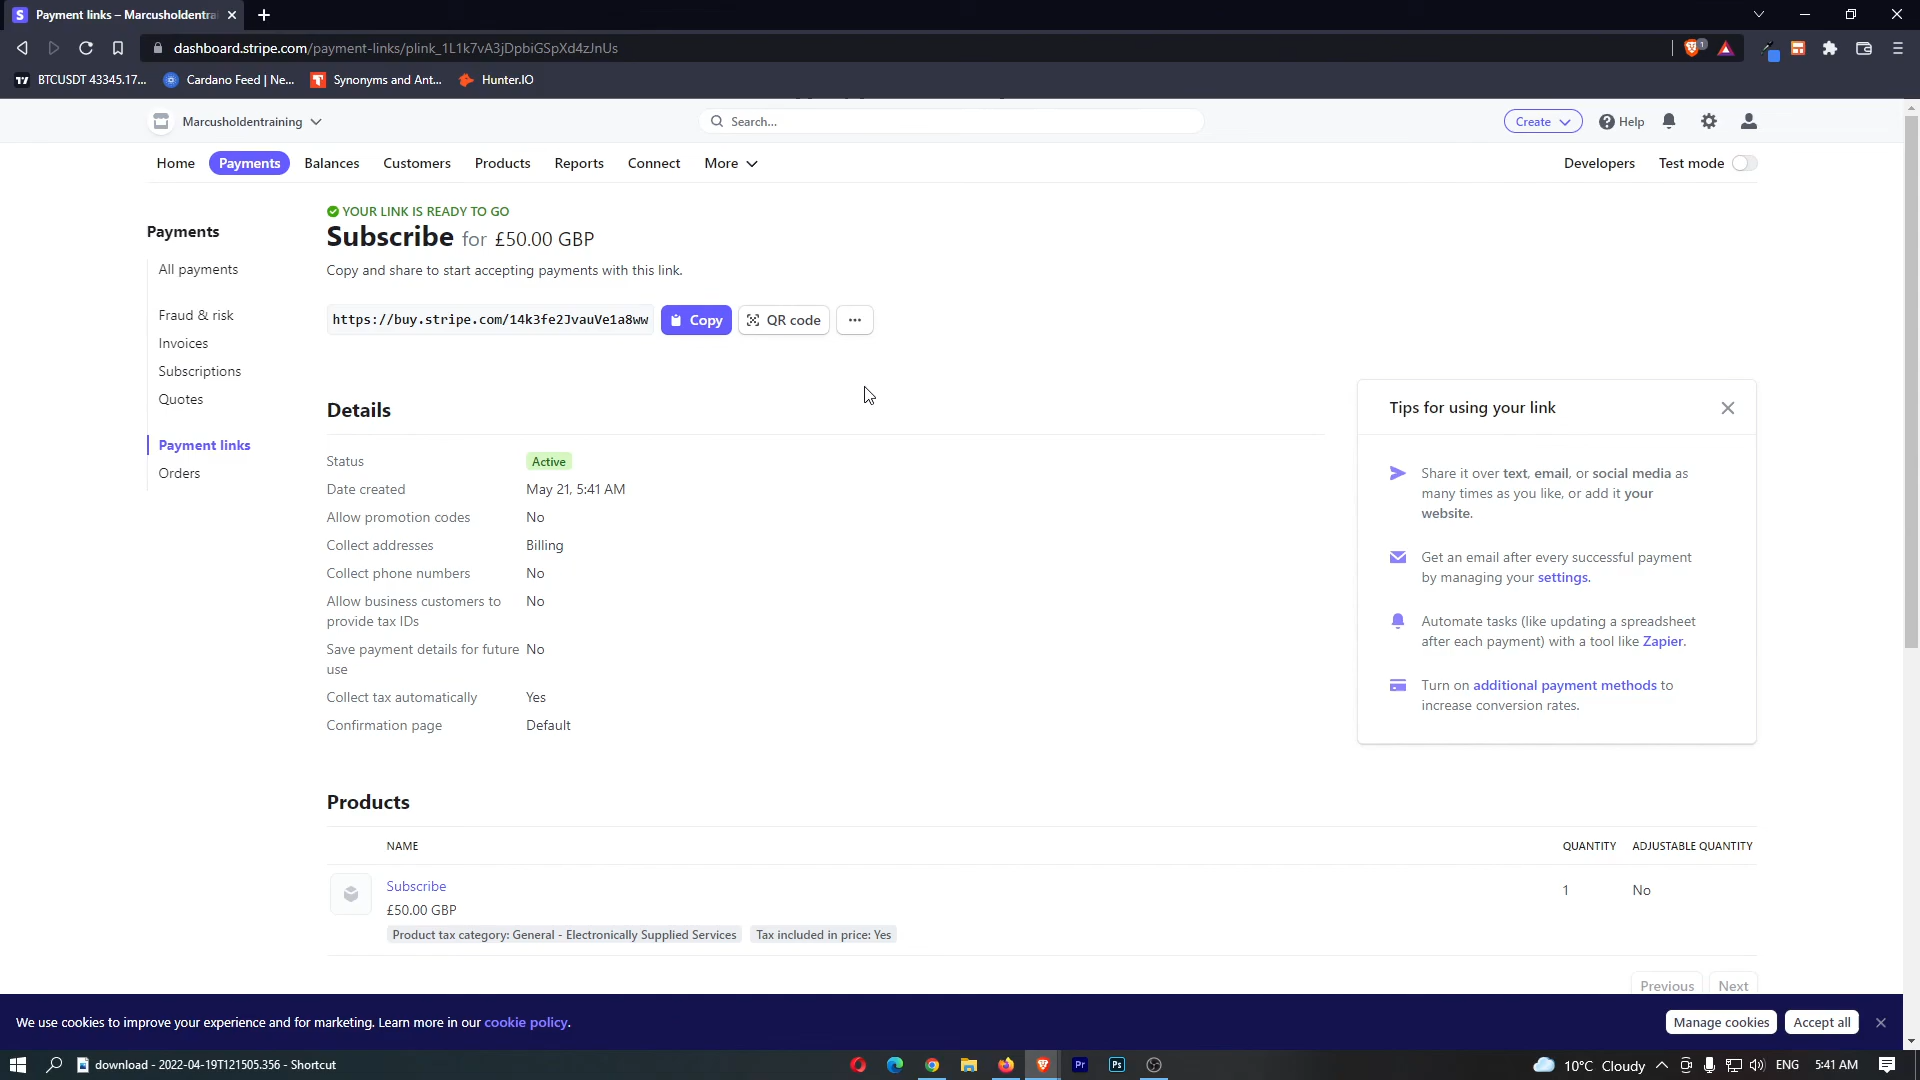 Payment links – Marcusholdentrai
dashboard.stripe.com/payment-links/plink_1L1k7vA3jDpbiGSpXd4zJnUs
1
BTCUSDT 43345.17...
Cardano Feed | Ne...
Synonyms and Ant...
Hunter.IO
Marcusholdentraining
Search...
Create
Help
Home
Payments
Balances
Customers
Products
Reports
Connect
More
Developers
Test mode
Payments
All payments
Fraud & risk
Invoices
Subscriptions
Quotes
Payment links
Orders
YOUR LINK IS READY TO GO
Subscribe for £50.00 GBP
Copy and share to start accepting payments with this link.
https://buy.stripe.com/14k3fe2JvauVe1a8ww
Copy
QR code
Details
Status Active
Date created May 21, 5:41 AM
Allow promotion codes No
Collect addresses Billing
Collect phone numbers No
Allow business customers to No
provide tax IDs
Save payment details for future No
use
Collect tax automatically Yes
Confirmation page Default
Tips for using your link
Share it over text, email, or social media as
many times as you like, or add it your
website.
Get an email after every successful payment
by managing your settings.
Automate tasks (like updating a spreadsheet
after each payment) with a tool like Zapier.
Turn on additional payment methods to
increase conversion rates.
Products
NAME QUANTITY ADJUSTABLE QUANTITY
Subscribe
£50.00 GBP
1 No
Product tax category: General - Electronically Supplied Services
Tax included in price: Yes
Previous
Next
We use cookies to improve your experience and for marketing. Learn more in our cookie policy.
Manage cookies
Accept all
download - 2022-04-19T121505.356 - Shortcut
Pr
Ps
10°C Cloudy
ENG
5:41 AM